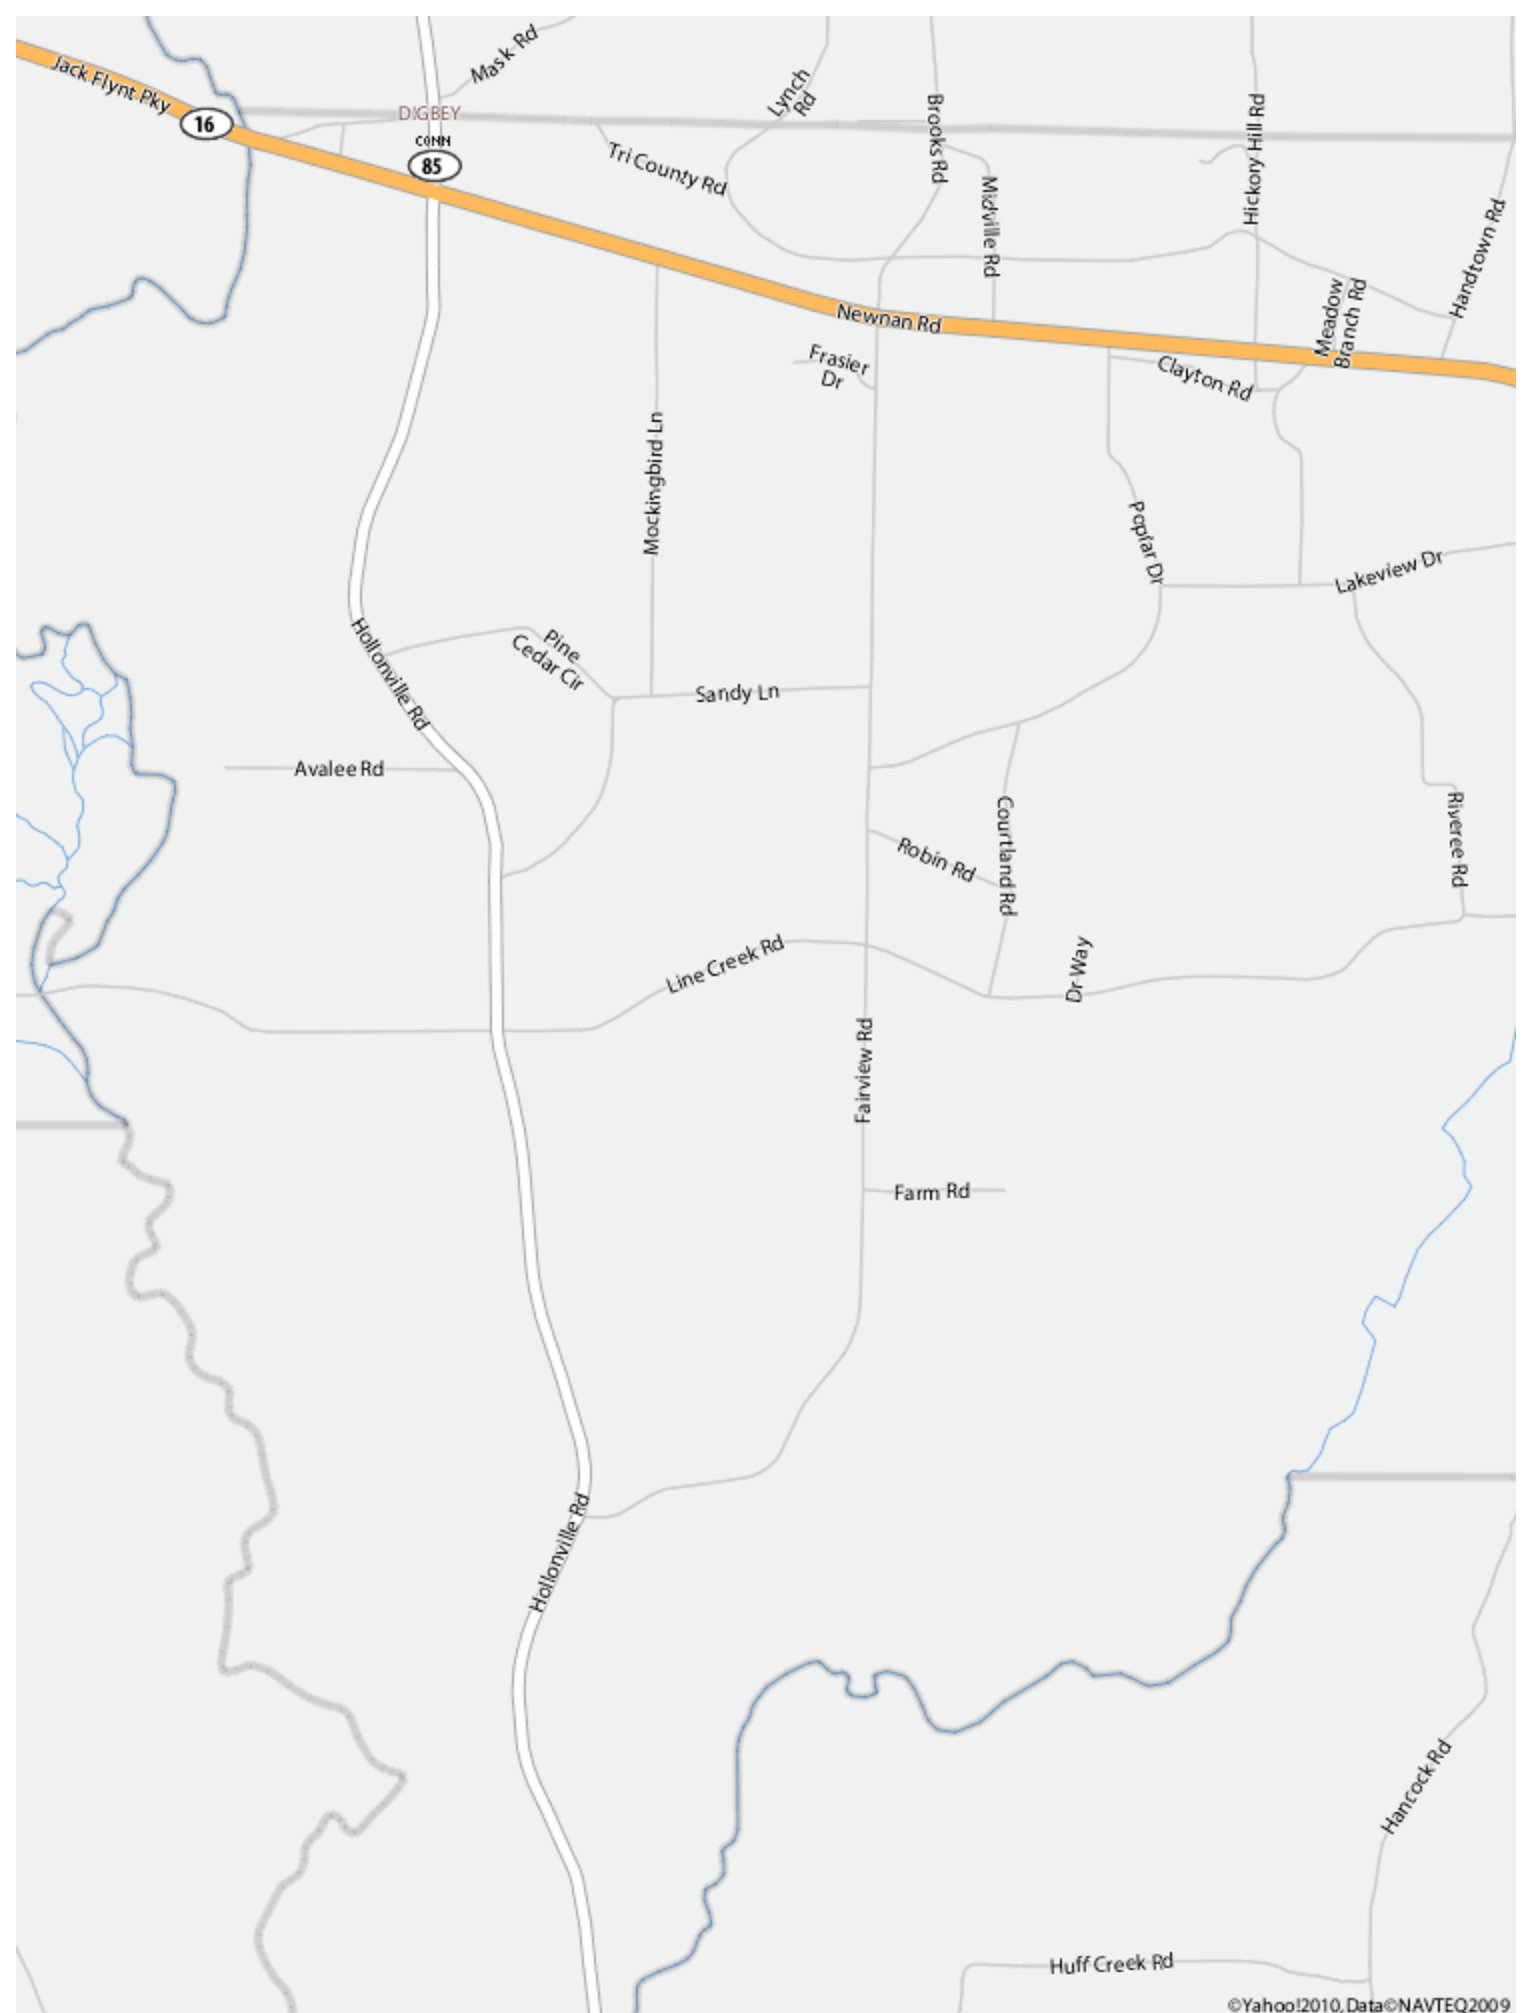 Mask Rd
Jack Flynt Pky
16
DIGBEY
CONN
85
Lynch
Rd
Brooks Rd
Hickory Hill Rd
Tri County Rd
Midville Rd
Handtown Rd
Newnan Rd
Meadow
Branch Rd
Frasier
Dr
Clayton Rd
Mockingbird Ln
Poplar Dr
Lakeview Dr
Hollonville Rd
Pine
Cedar Cir
Sandy Ln
Avalee Rd
Courtland Rd
Robin Rd
Riveree Rd
Line Creek Rd
Dr Way
Fairview Rd
Farm Rd
Hollonville Rd
Hancock Rd
Huff Creek Rd
©Yahoo!2010, Data©NAVTEQ2009